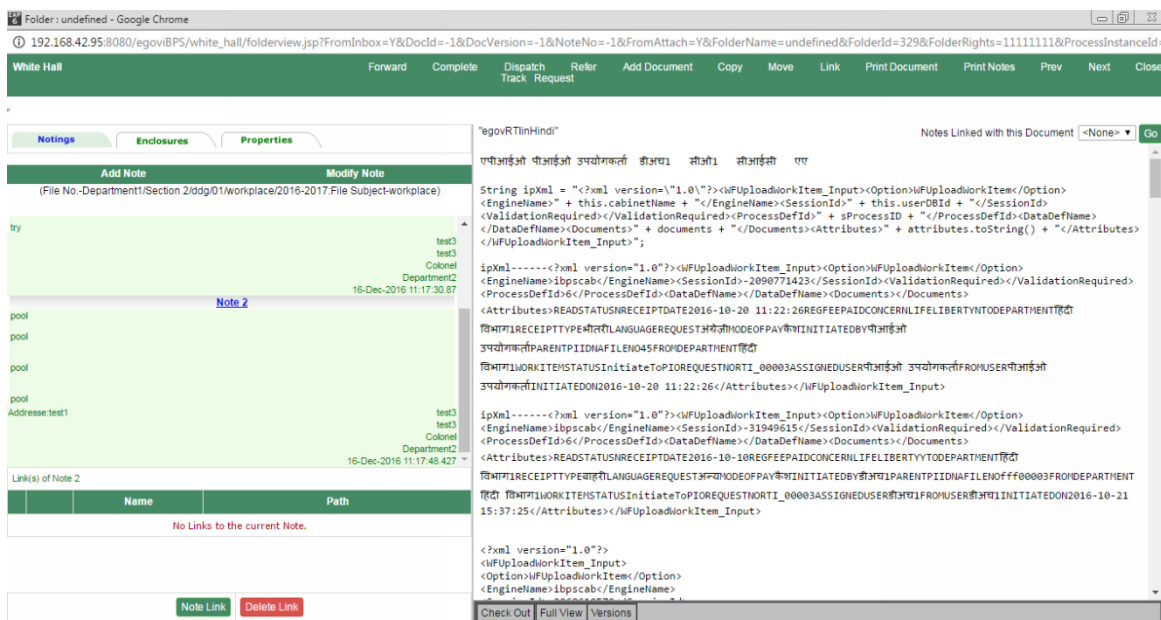 Folder : undefined - Google Chrome
192.168.42.95:8080/egoviBPS/white_hall/folderview.jsp?FromInbox=Y&DocId=-1&DocVersion=-1&NoteNo=-1&FromAttach=Y&FolderName=undefined&FolderId=329&FolderRights=11111111&ProcessInstanceId=
White Hall Forward Complete Dispatch Refer Add Document Copy Move Link Print Document Print Notes Prev Next Close
Track Request
Notings Enclosures Properties
Add Note Modify Note
(File No.-Department1/Section 2/ddg/01/workplace/2016-2017:File Subject-workplace)
try
test3
test3
Colonel
Department2
16-Dec-2016 11:17:30.87
Note 2
pool
pool
pool
pool
Addresse:test1 test3
test3
Colonel
Department2
16-Dec-2016 11:17:48.427
Link(s) of Note 2
Name Path
No Links to the current Note.
Note Link Delete Link
"egovRTIinHindi" Notes Linked with this Document <None> Go
एपीआईओ पीआईओ उपयोगकर्ता डीअच1 सीओ1 सीआईसी एए
String ipXml = "<?xml version=\"1.0\"?><WFUploadWorkItem_Input><Option>WFUploadWorkItem</Option>
<EngineName>" + this.cabinetName + "</EngineName><SessionId>" + this.userDBId + "</SessionId>
<ValidationRequired></ValidationRequired><ProcessDefId>" + sProcessID + "</ProcessDefId><DataDefName>
</DataDefName><Documents>" + documents + "</Documents><Attributes>" + attributes.toString() + "</Attributes>
</WFUploadWorkItem_Input>";
ipXml------<?xml version="1.0"?><WFUploadWorkItem_Input><Option>WFUploadWorkItem</Option>
<EngineName>ibpscab</EngineName><SessionId>-2090771423</SessionId><ValidationRequired></ValidationRequired>
<ProcessDefId>6</ProcessDefId><DataDefName></DataDefName><Documents></Documents>
<Attributes>READSTATUSNRECEIPTDATE2016-10-20 11:22:26REGFEEPAIDCONCERNLIFELIBERTYNTODEPARTMENTहिंदी
विभाग1RECEIPTTYPEभीतरीLANGUAGEREQUESTअंग्रेज़ीMODEOFPAYकैशINITIATEDBYपीआईओ
उपयोगकर्ताPARENTPIIDNAFILENO45FROMDEPARTMENTहिंदी
विभाग1WORKITEMSTATUSInitiateToPIOREQUESTNORTI_00003ASSIGNEDUSERपीआईओ उपयोगकर्ताFROMUSERपीआईओ
उपयोगकर्ताINITIATEDON2016-10-20 11:22:26</Attributes></WFUploadWorkItem_Input>
ipXml------<?xml version="1.0"?><WFUploadWorkItem_Input><Option>WFUploadWorkItem</Option>
<EngineName>ibpscab</EngineName><SessionId>-31949615</SessionId><ValidationRequired></ValidationRequired>
<ProcessDefId>6</ProcessDefId><DataDefName></DataDefName><Documents></Documents>
<Attributes>READSTATUSNRECEIPTDATE2016-10-10REGFEEPAIDCONCERNLIFELIBERTYYTODEPARTMENTहिंदी
विभाग1RECEIPTTYPEबाहरीLANGUAGEREQUESTअन्यMODEOFPAYकैशINITIATEDBYडीअच1PARENTPIIDNAFILENOfff00003FROMDEPARTMENT
हिंदी विभाग1WORKITEMSTATUSInitiateToPIOREQUESTNORTI_00003ASSIGNEDUSERडीअच1FROMUSERडीअच1INITIATEDON2016-10-21
15:37:25</Attributes></WFUploadWorkItem_Input>
<?xml version="1.0"?>
<WFUploadWorkItem_Input>
<Option>WFUploadWorkItem</Option>
<EngineName>ibpscab</EngineName>
Check Out Full View Versions